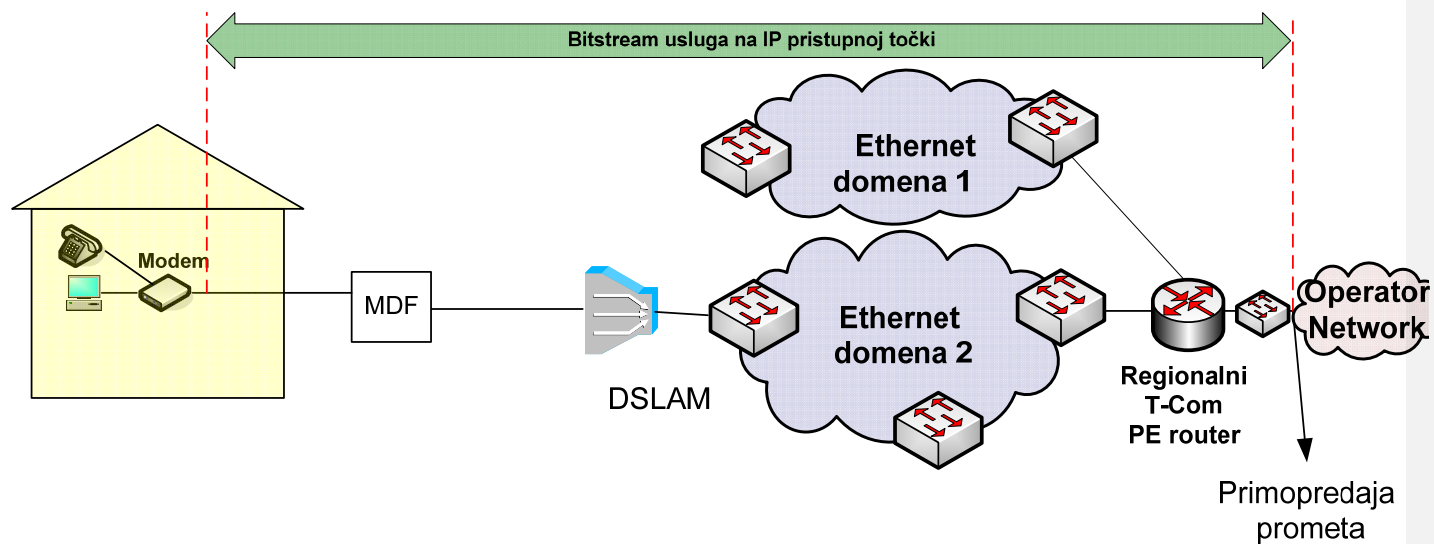 Bitstream usluga na IP pristupnoj točki
Ethernet
domena 1
Modem
MDF
DSLAM
Ethernet
domena 2
Regionalni
T-Com
PE router
Operator
Network
Primopredaja
prometa